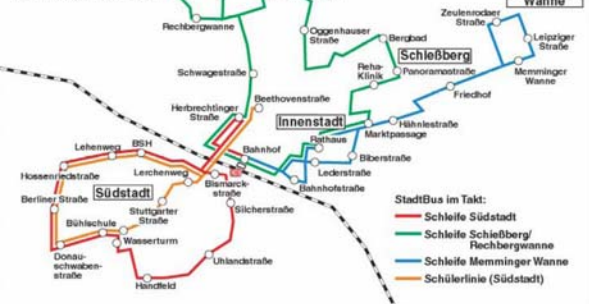 Wanne
Zeulenrodaer
Straße
Rechbergwanne
Oggenhauser
Straße
Bergbad
Leipziger
Straße
Schießberg
Reha-
Klinik
Panoramastraße
Schwagestraße
Memminger
Wanne
Friedhof
Beethovenstraße
Herbrechtinger
Straße
Innenstadt
Hähnlestraße
Rathaus
Marktpassage
Lehenweg
BSH
Bahnhof
Biberstraße
Hossenriedstraße
Lerchenweg
Lederstraße
Südstadt
Bismarck-
straße
Bahnhofstraße
Berliner Straße
Stuttgarter
Straße
Silcherstraße
StadtBus im Takt:
Schleife Südstadt
Bühlschule
Schleife Schießberg/
Rechbergwanne
Wasserturm
Donau-
schwaben-
straße
Uhlandstraße
Schleife Memminger Wanne
Handfeld
Schülerlinie (Südstadt)